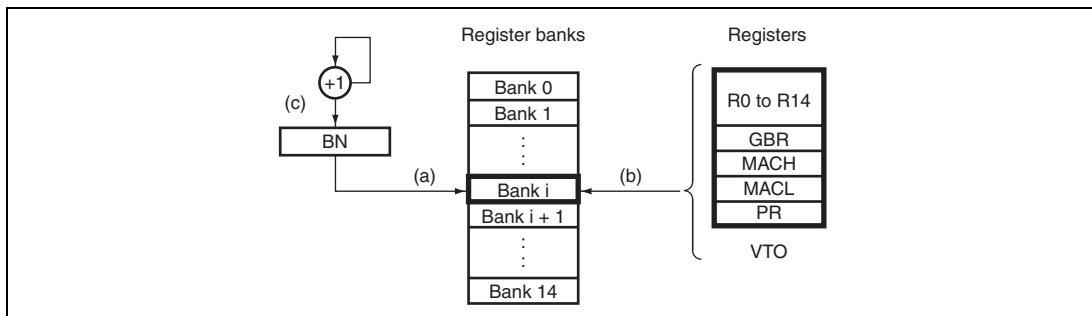 Register banks
Registers
+1
(c)
BN
(a)
Bank 0
Bank 1
:
:
Bank i
Bank i + 1
:
:
Bank 14
(b)
R0 to R14
GBR
MACH
MACL
PR
VTO